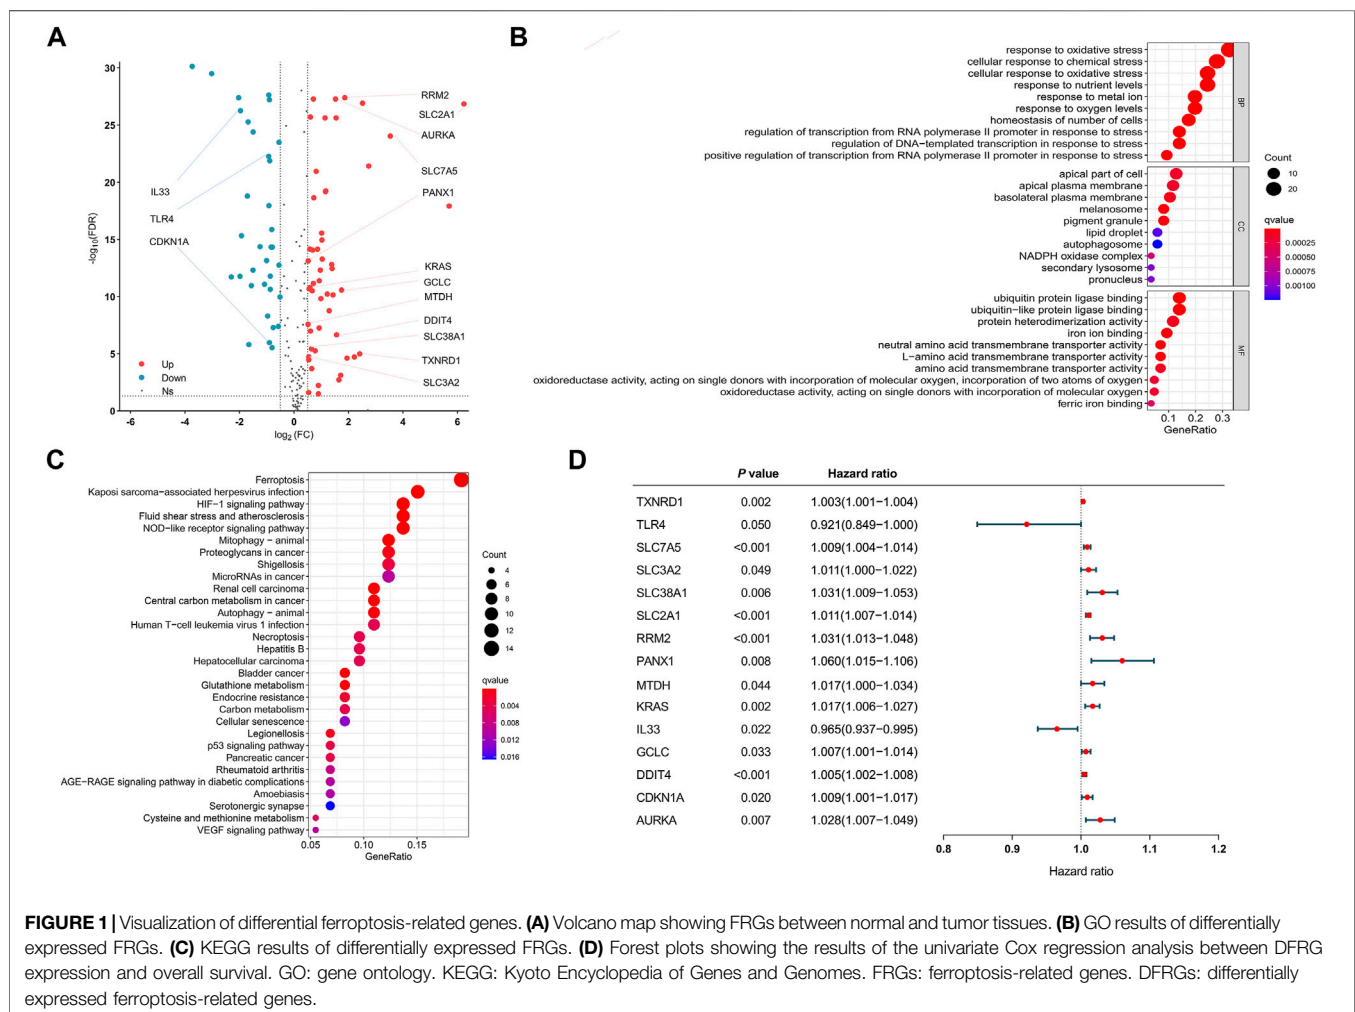 A
30
25
20
15
10
5
0
-log10(FDR)
-6
-4
-2
0
2
4
6
log2 (FC)
RRM2
SLC2A1
AURKA
SLC7A5
PANX1
IL33
TLR4
CDKN1A
KRAS
GCLC
MTDH
DDIT4
SLC38A1
TXNRD1
SLC3A2
Up
Down
Ns
B
response to oxidative stress
cellular response to chemical stress
cellular response to oxidative stress
response to nutrient levels
response to metal ion
response to oxygen levels
homeostasis of number of cells
regulation of transcription from RNA polymerase II promoter in response to stress
regulation of DNA−templated transcription in response to stress
positive regulation of transcription from RNA polymerase II promoter in response to stress
BP
apical part of cell
apical plasma membrane
basolateral plasma membrane
melanosome
pigment granule
lipid droplet
autophagosome
NADPH oxidase complex
secondary lysosome
pronucleus
CC
ubiquitin protein ligase binding
ubiquitin−like protein ligase binding
protein heterodimerization activity
iron ion binding
neutral amino acid transmembrane transporter activity
L−amino acid transmembrane transporter activity
amino acid transmembrane transporter activity
oxidoreductase activity, acting on single donors with incorporation of molecular oxygen, incorporation of two atoms of oxygen
oxidoreductase activity, acting on single donors with incorporation of molecular oxygen
ferric iron binding
MF
0.1 0.2 0.3
GeneRatio
Count
10
20
qvalue
0.00025
0.00050
0.00075
0.00100
C
Ferroptosis
Kaposi sarcoma−associated herpesvirus infection
HIF−1 signaling pathway
Fluid shear stress and atherosclerosis
NOD−like receptor signaling pathway
Mitophagy − animal
Proteoglycans in cancer
Shigellosis
MicroRNAs in cancer
Renal cell carcinoma
Central carbon metabolism in cancer
Autophagy − animal
Human T−cell leukemia virus 1 infection
Necroptosis
Hepatitis B
Hepatocellular carcinoma
Bladder cancer
Glutathione metabolism
Endocrine resistance
Carbon metabolism
Cellular senescence
Legionellosis
p53 signaling pathway
Pancreatic cancer
Rheumatoid arthritis
AGE−RAGE signaling pathway in diabetic complications
Amoebiasis
Serotonergic synapse
Cysteine and methionine metabolism
VEGF signaling pathway
0.05 0.10 0.15
GeneRatio
Count
4
6
8
10
12
14
qvalue
0.004
0.008
0.012
0.016
D
P value Hazard ratio
TXNRD1 0.002 1.003(1.001−1.004)
TLR4 0.050 0.921(0.849−1.000)
SLC7A5 <0.001 1.009(1.004−1.014)
SLC3A2 0.049 1.011(1.000−1.022)
SLC38A1 0.006 1.031(1.009−1.053)
SLC2A1 <0.001 1.011(1.007−1.014)
RRM2 <0.001 1.031(1.013−1.048)
PANX1 0.008 1.060(1.015−1.106)
MTDH 0.044 1.017(1.000−1.034)
KRAS 0.002 1.017(1.006−1.027)
IL33 0.022 0.965(0.937−0.995)
GCLC 0.033 1.007(1.001−1.014)
DDIT4 <0.001 1.005(1.002−1.008)
CDKN1A 0.020 1.009(1.001−1.017)
AURKA 0.007 1.028(1.007−1.049)
0.8 0.9 1.0 1.1 1.2
Hazard ratio
FIGURE 1 | Visualization of differential ferroptosis-related genes. (A) Volcano map showing FRGs between normal and tumor tissues. (B) GO results of differentially
expressed FRGs. (C) KEGG results of differentially expressed FRGs. (D) Forest plots showing the results of the univariate Cox regression analysis between DFRG
expression and overall survival. GO: gene ontology. KEGG: Kyoto Encyclopedia of Genes and Genomes. FRGs: ferroptosis-related genes. DFRGs: differentially
expressed ferroptosis-related genes.